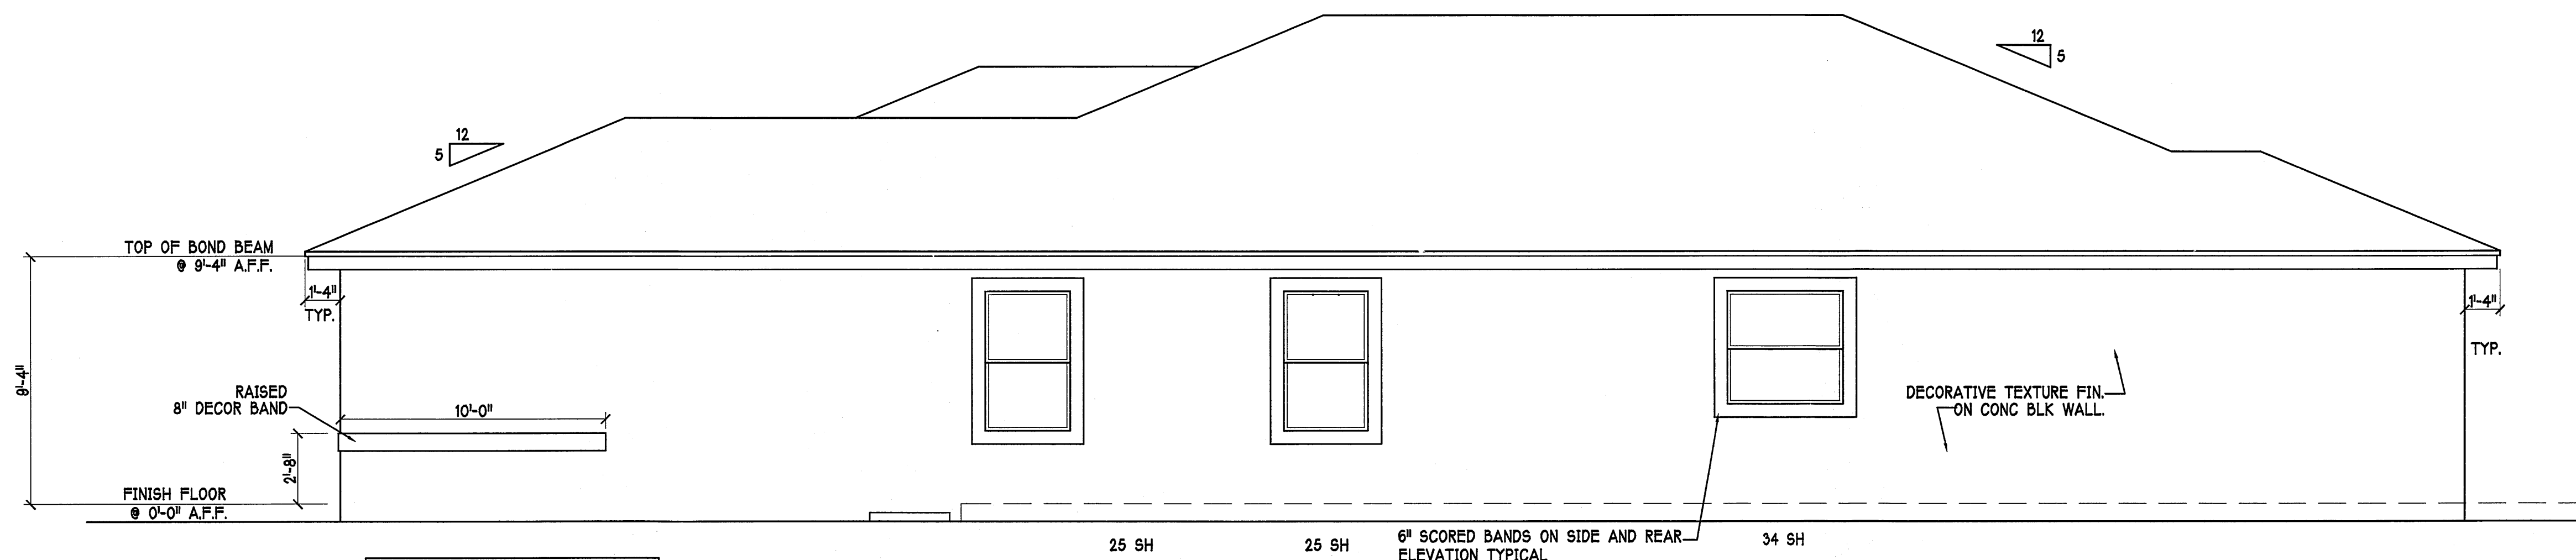 12
5
12
5
TOP OF BOND BEAM
@ 9'-4" A.F.F.
1'-4"
TYP.
1'-4"
TYP.
9'-4"
RAISED
8" DECOR BAND
10'-0"
2'-8"
DECORATIVE TEXTURE FIN.
ON CONC BLK WALL.
FINISH FLOOR
@ 0'-0" A.F.F.
25 SH
25 SH
6" SCORED BANDS ON SIDE AND REAR
ELEVATION TYPICAL
34 SH